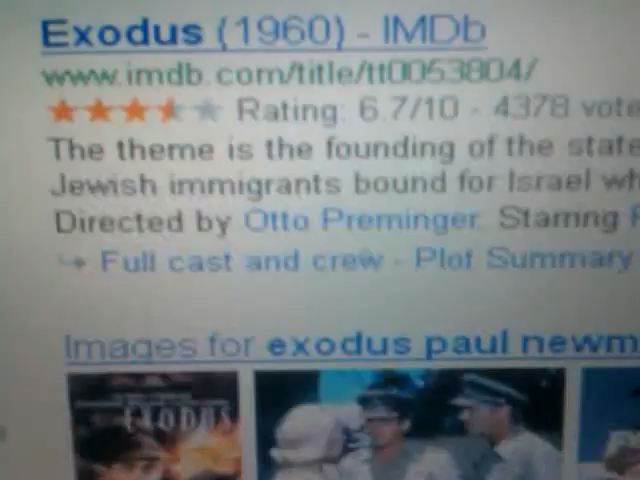 Exodus (1960) - IMDb
www.imdb.com/title/tt0053804/
Rating: 6.7/10 - 4378 vote
The theme is the founding of the state
Jewish immigrants bound for Israel wh
Directed by Otto Preminger. Starring P
Full cast and crew - Plot Summary
Images for exodus paul newm
EXODUS